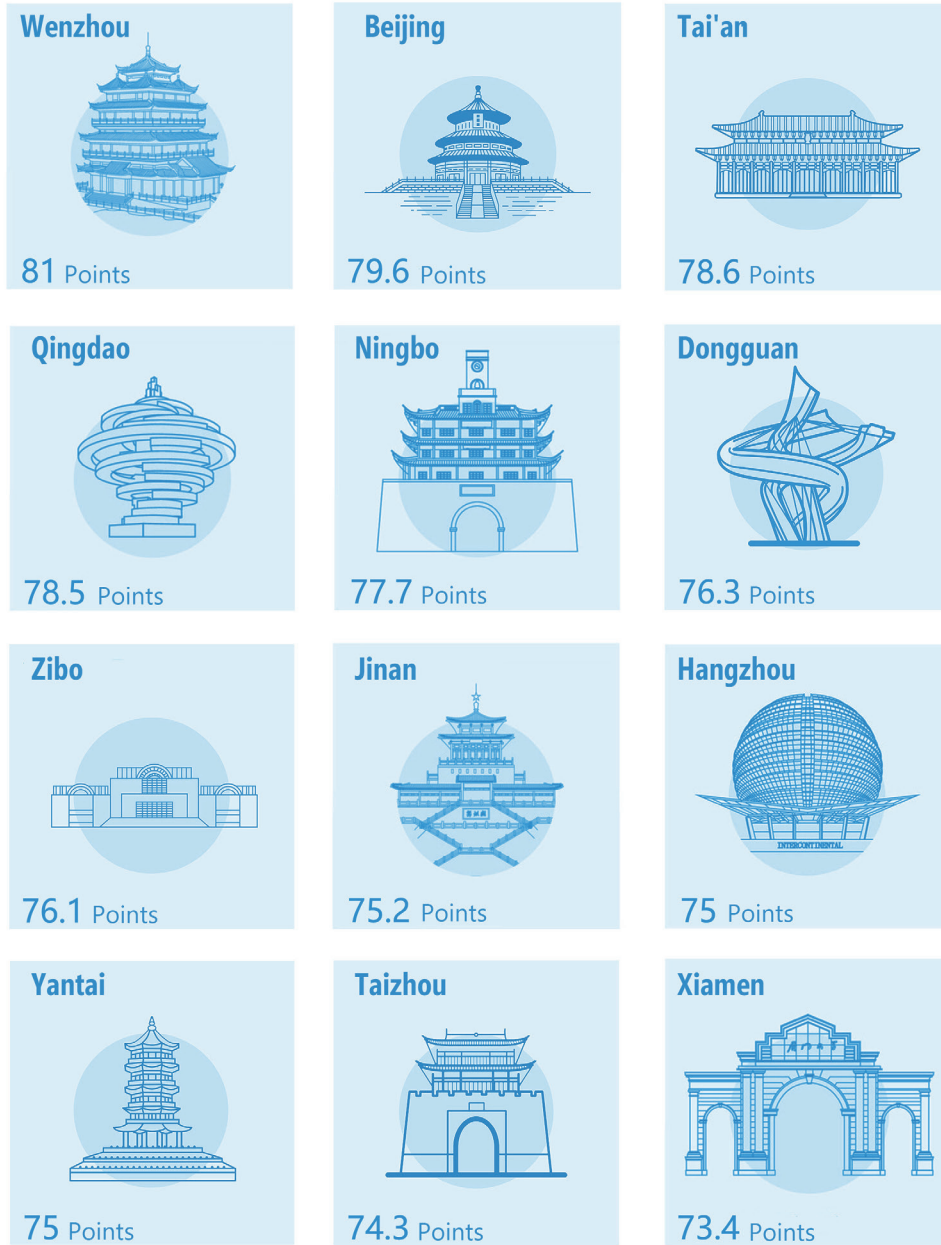 Wenzhou
81 Points
Beijing
79.6 Points
Tai'an
78.6 Points
Qingdao
78.5 Points
Ningbo
77.7 Points
Dongguan
76.3 Points
Zibo
76.1 Points
Jinan
75.2 Points
Hangzhou
INTERCONTINENTAL
75 Points
Yantai
75 Points
Taizhou
74.3 Points
Xiamen
73.4 Points